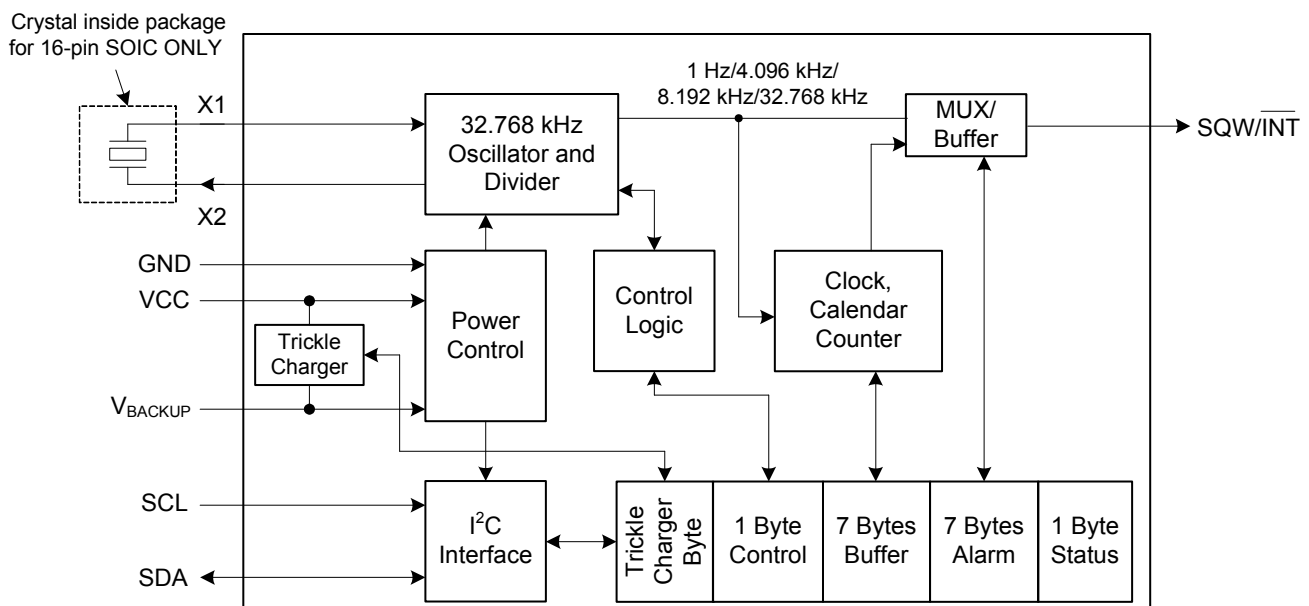 Crystal inside package
for 16-pin SOIC ONLY
X1
X2
32.768 kHz
Oscillator and
Divider
1 Hz/4.096 kHz/
8.192 kHz/32.768 kHz
MUX/
Buffer
SQW/I̅N̅T̅
GND
VCC
Trickle
Charger
V_BACKUP
Power
Control
Control
Logic
Clock,
Calendar
Counter
SCL
SDA
I²C
Interface
Trickle
Charger
Byte
1 Byte
Control
7 Bytes
Buffer
7 Bytes
Alarm
1 Byte
Status